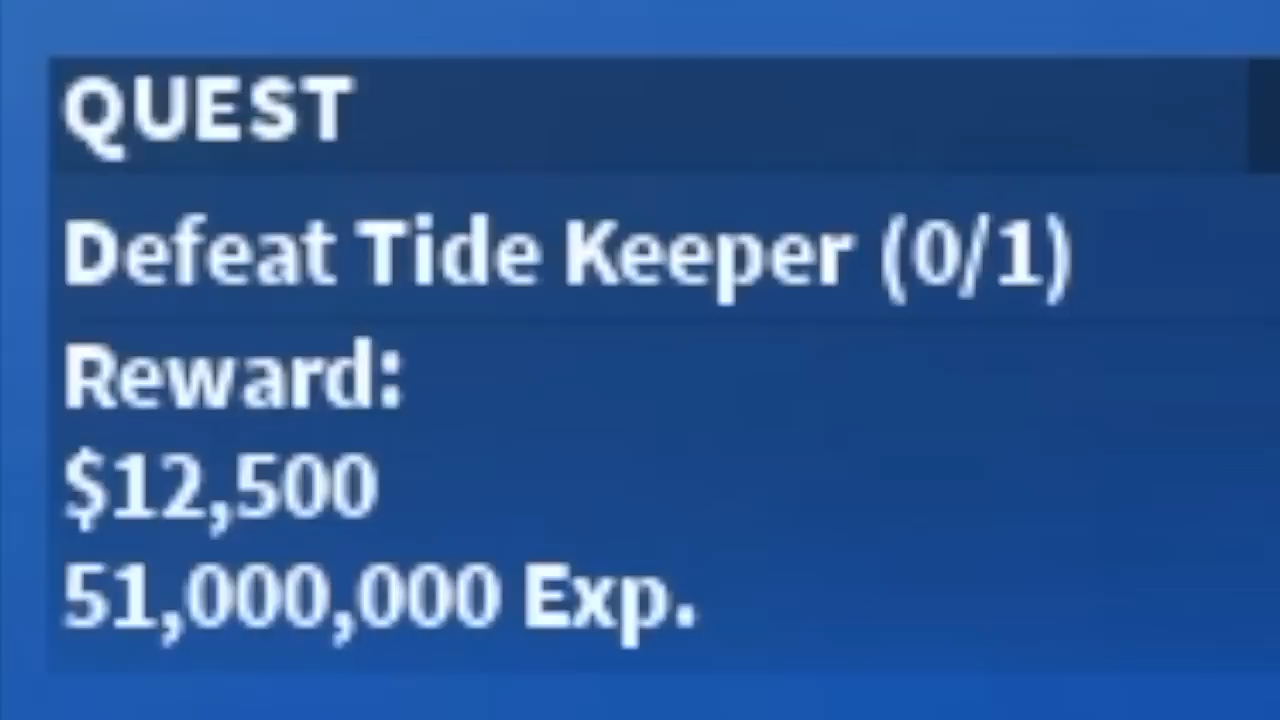 QUEST
Defeat Tide Keeper (0/1)
Reward:
$12,500
51,000,000 Exp.